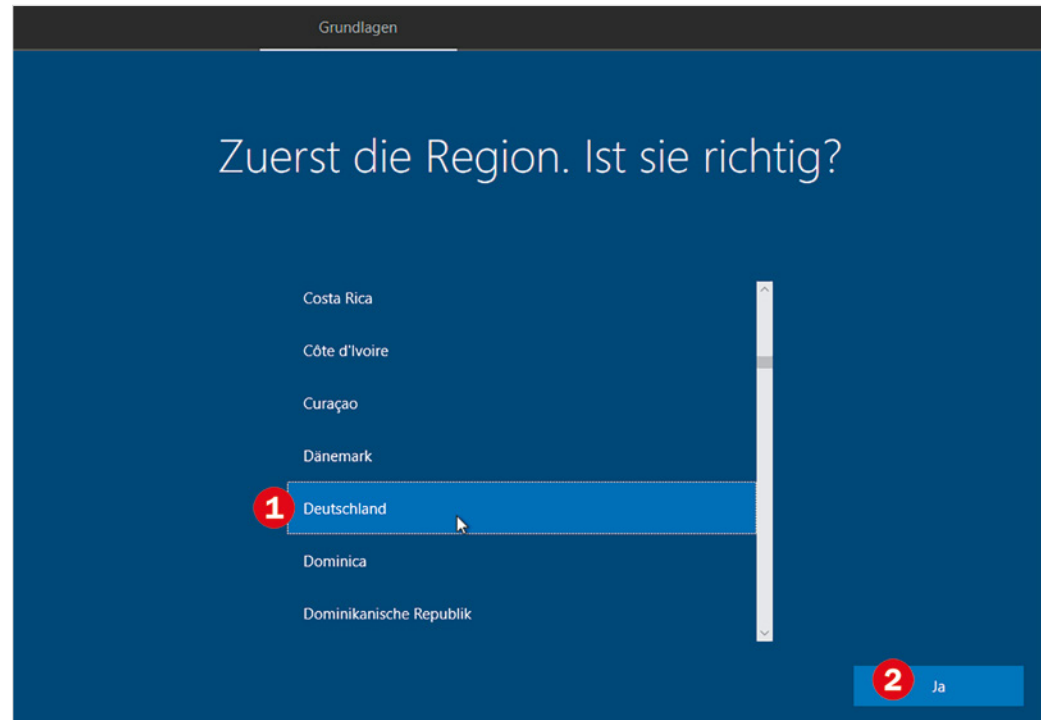 Grundlagen
Zuerst die Region. Ist sie richtig?
Costa Rica
Côte d'Ivoire
Curaçao
Dänemark
1 Deutschland
Dominica
Dominikanische Republik
2 Ja